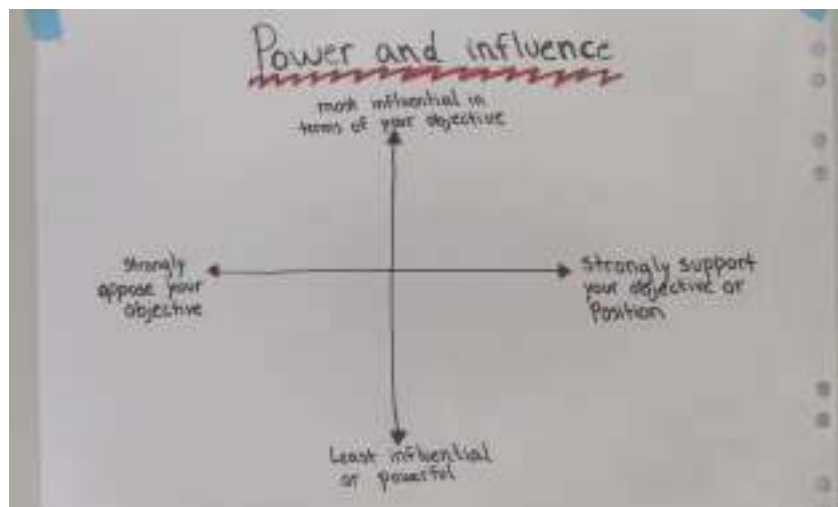 Power and influence
most influential in
terms of your objective
Strongly
oppose your
objective
Strongly support
your objective or
Position
Least influential
or powerful